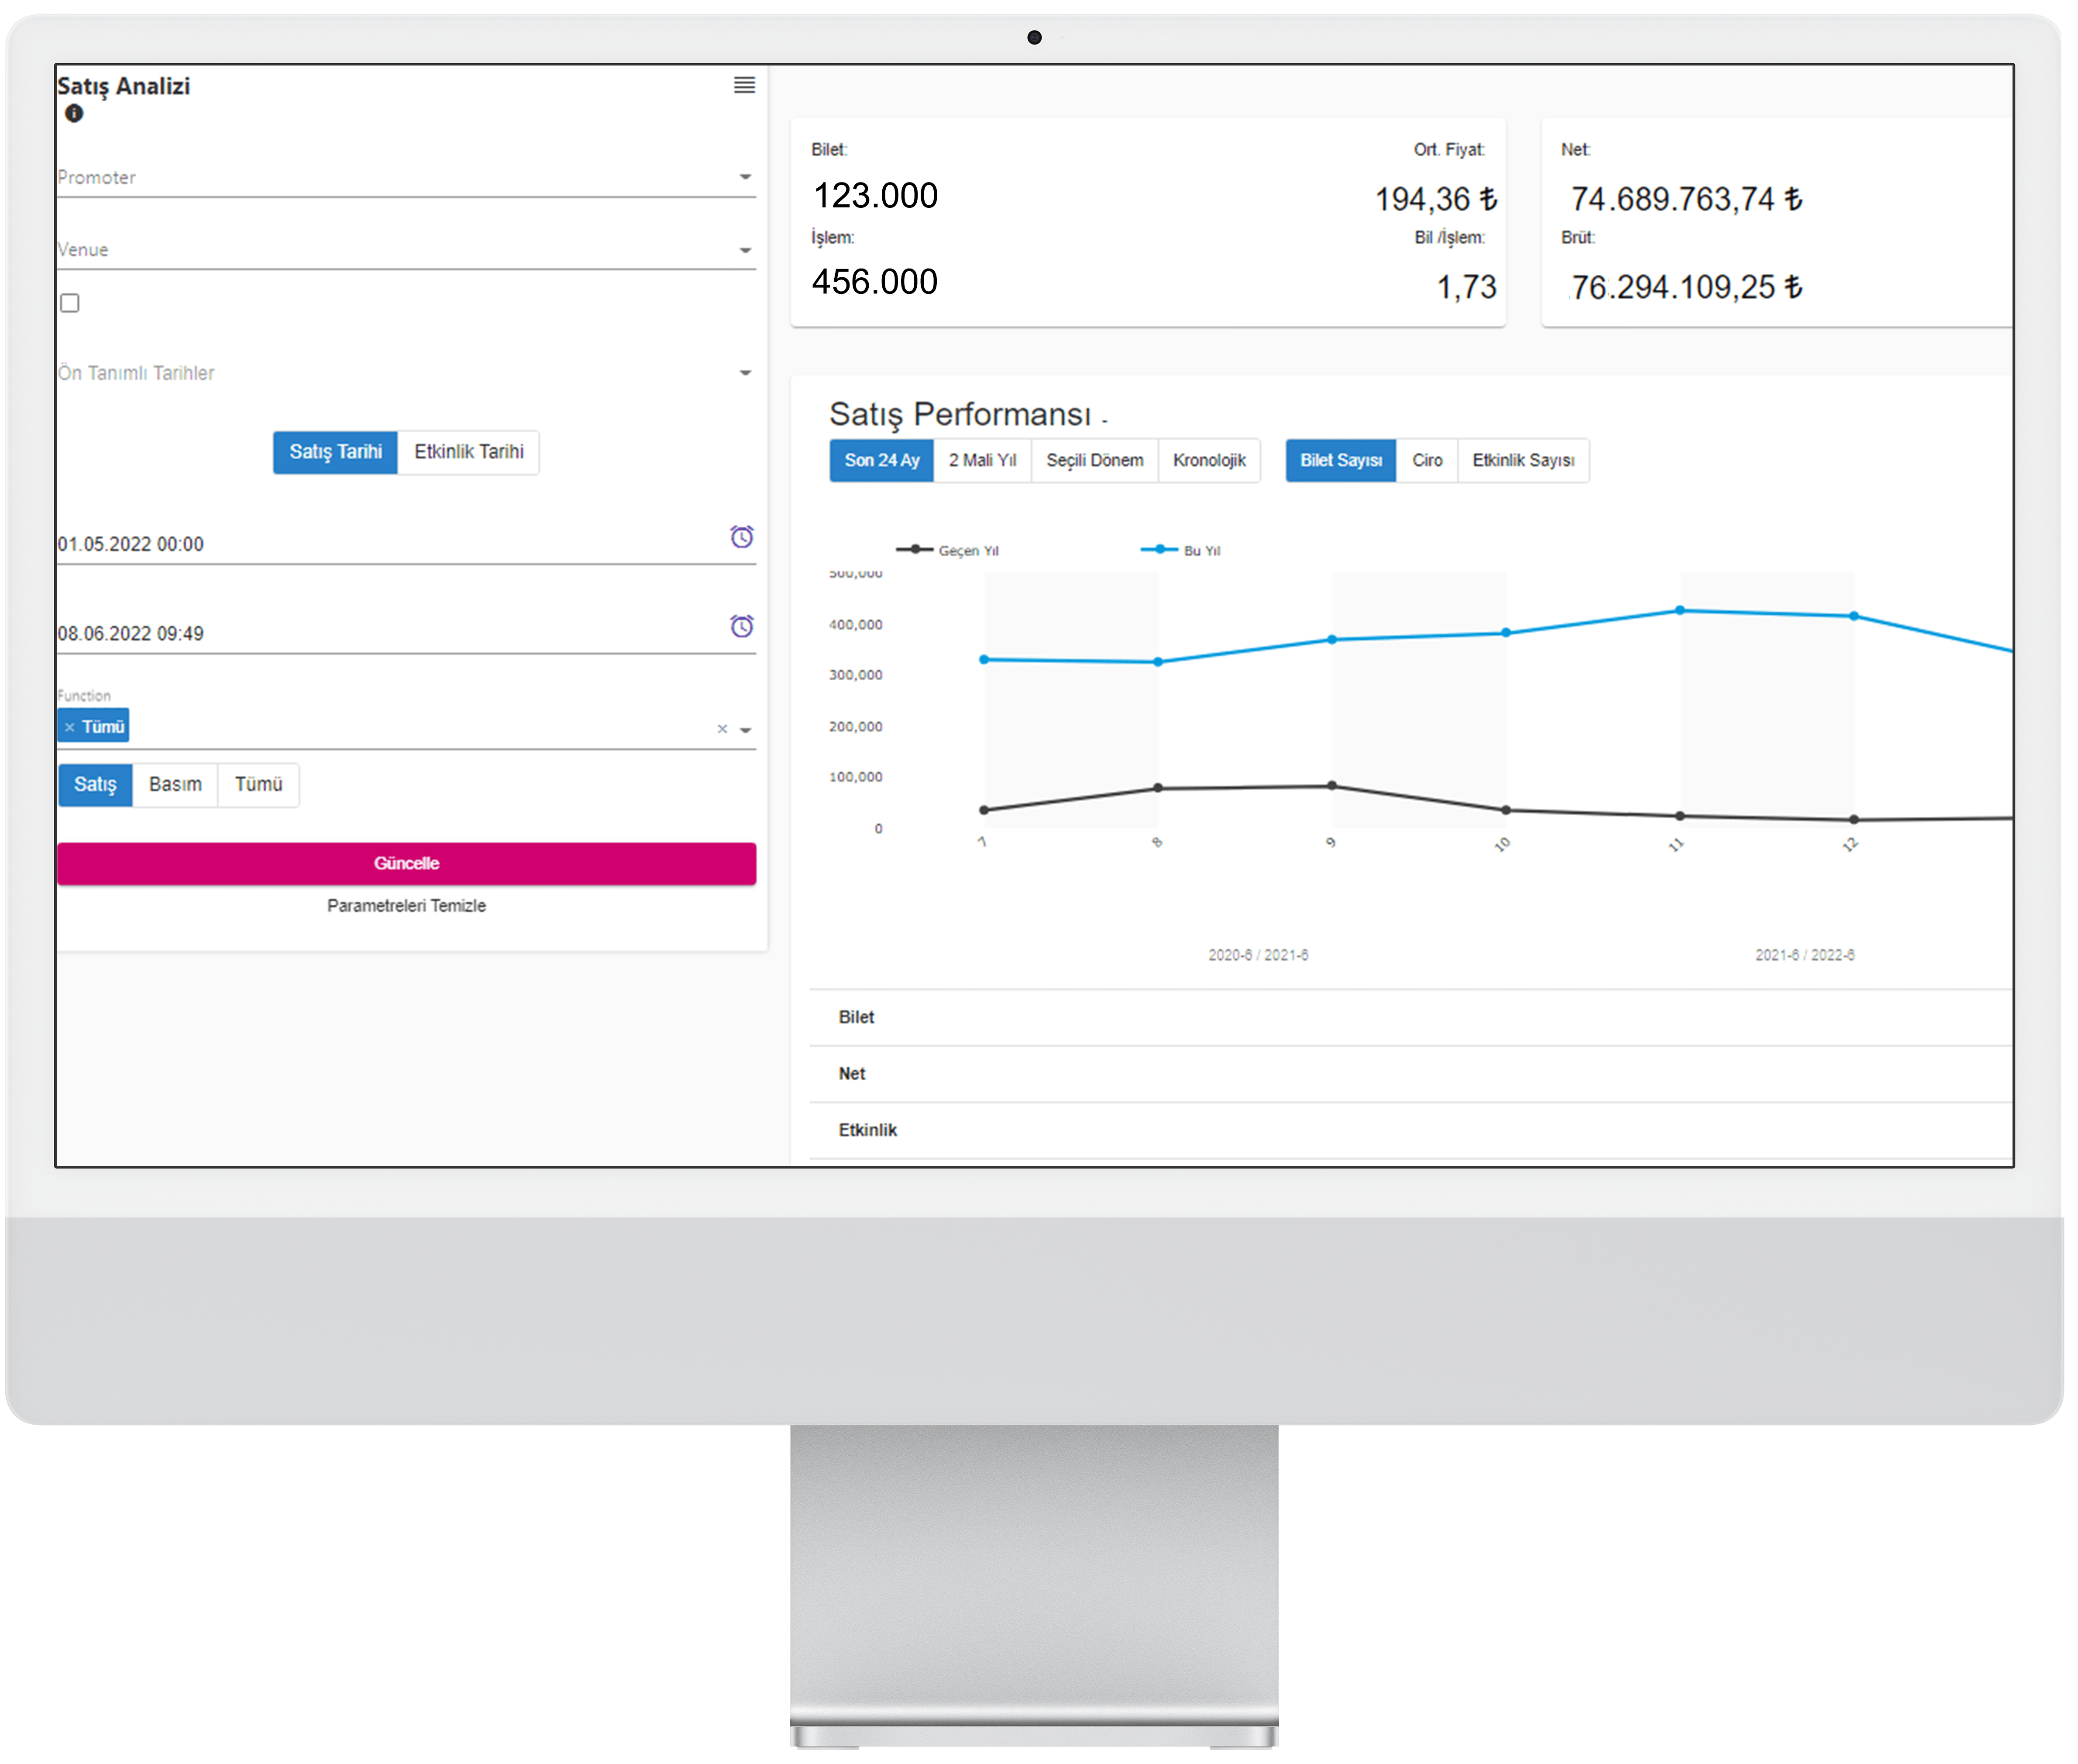 Satış Analizi
Promoter
Venue
Ön Tanımlı Tarihler
Satış Tarihi Etkinlik Tarihi
01.05.2022 00:00
08.06.2022 09:49
Function
× Tümü
Satış Basım Tümü
Güncelle
Parametreleri Temizle
Bilet: Ort. Fiyat:
123.000 194,36 ₺
İşlem: Bil /İşlem:
456.000 1,73
Net:
74.689.763,74 ₺
Brüt:
76.294.109,25 ₺
Satış Performansı -
Son 24 Ay 2 Mali Yıl Seçili Dönem Kronolojik Bilet Sayısı Ciro Etkinlik Sayısı
Geçen Yıl Bu Yıl
500,000
400,000
300,000
200,000
100,000
0
7 8 9 10 11 12
2020-6 / 2021-6 2021-6 / 2022-6
Bilet
Net
Etkinlik